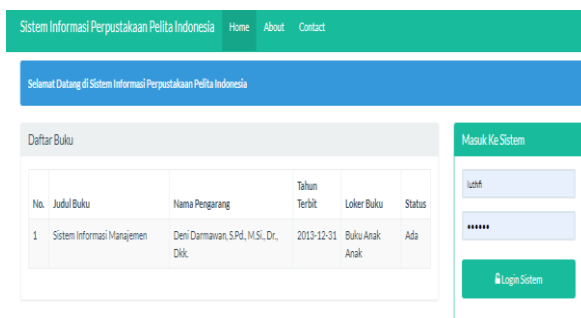 Sistem Informasi Perpustakaan Pelita Indonesia Home About Contact
Selamat Datang di Sistem Informasi Perpustakaan Pelita Indonesia
Daftar Buku
No. Judul Buku Nama Pengarang Tahun Terbit Loker Buku Status
1 Sistem Informasi Manajemen Deni Darmawan, S.Pd., M.Si., Dr., Dkk. 2013-12-31 Buku Anak Anak Ada
Masuk Ke Sistem
luthfi
••••••
Login Sistem